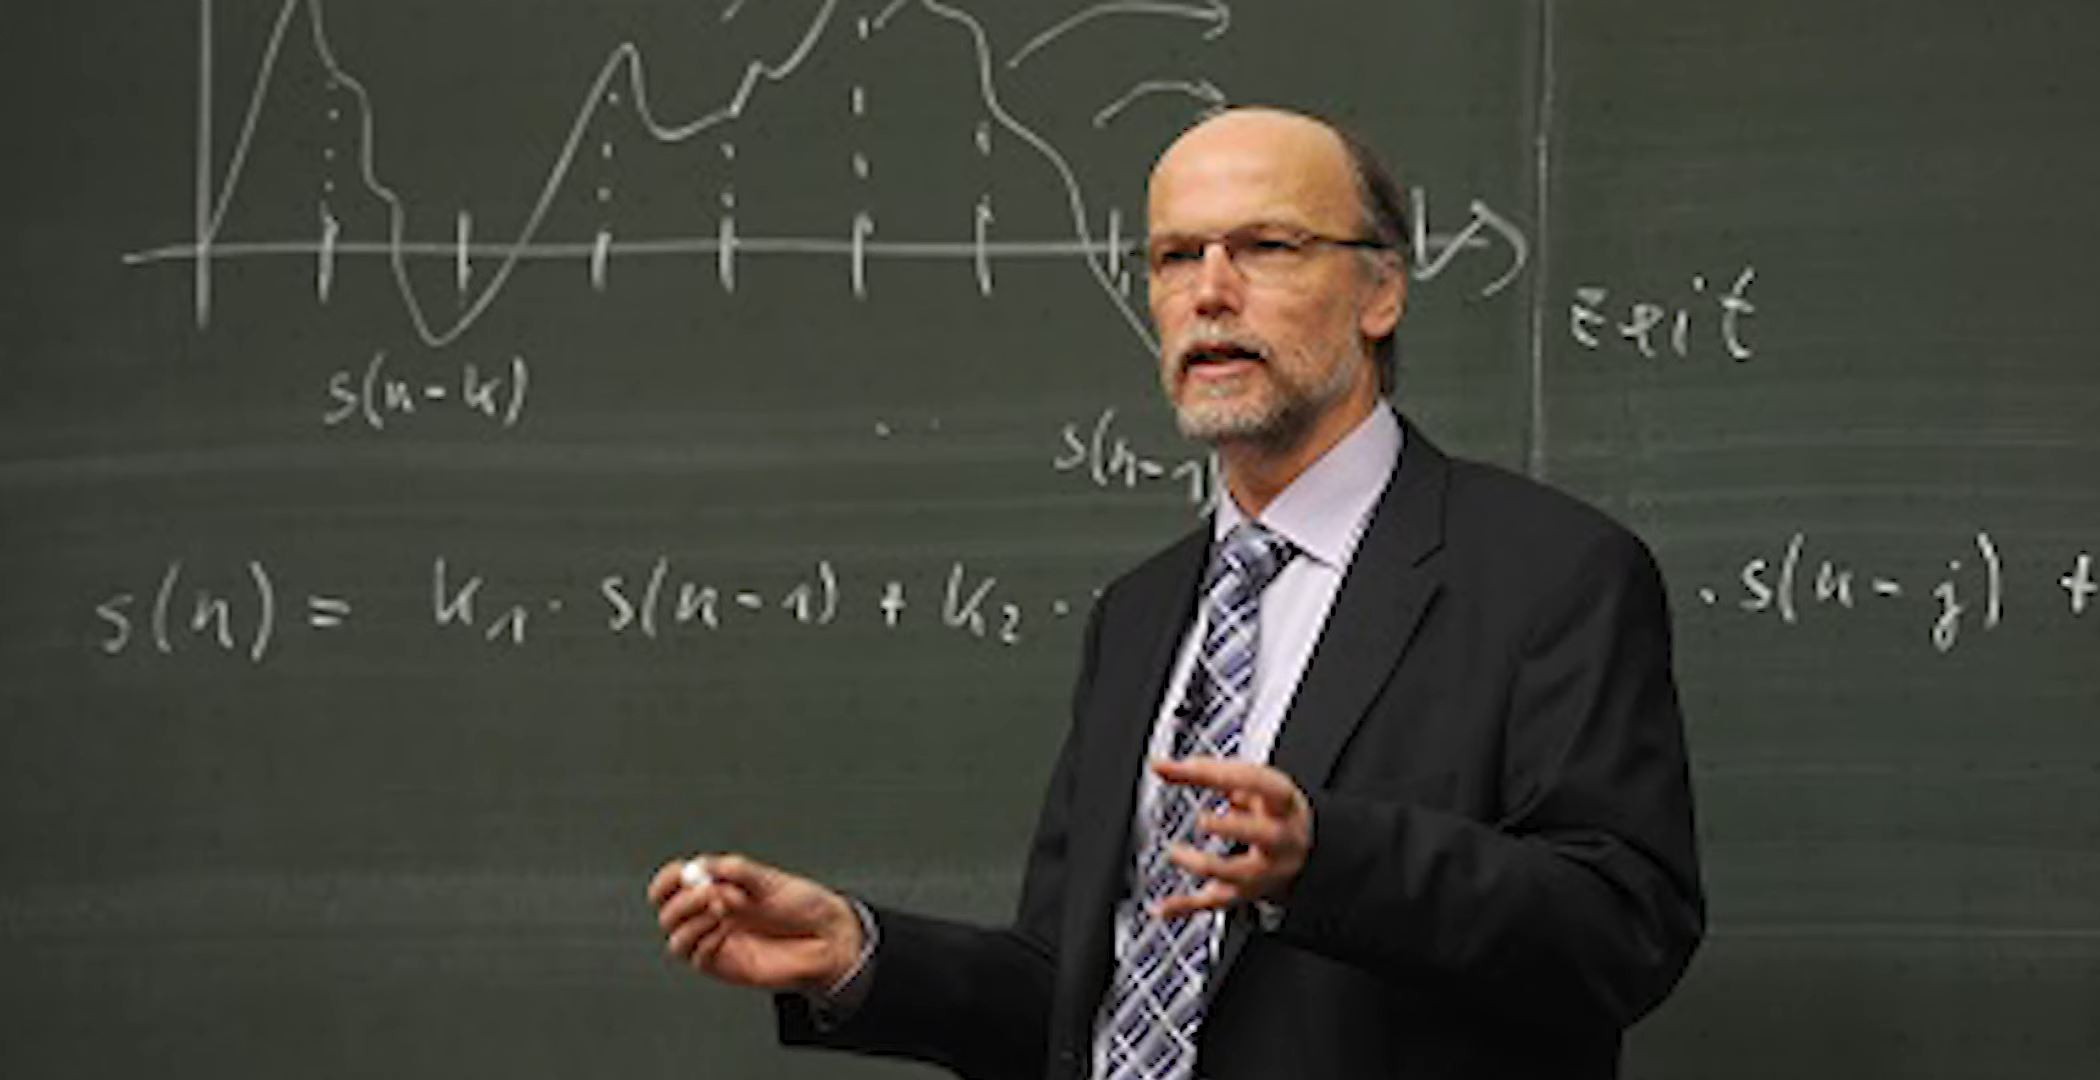 Zeit
s(n-k)
s(n-1)
s(n) = k₁ · s(n-1) + k₂ · · s(n-j) +